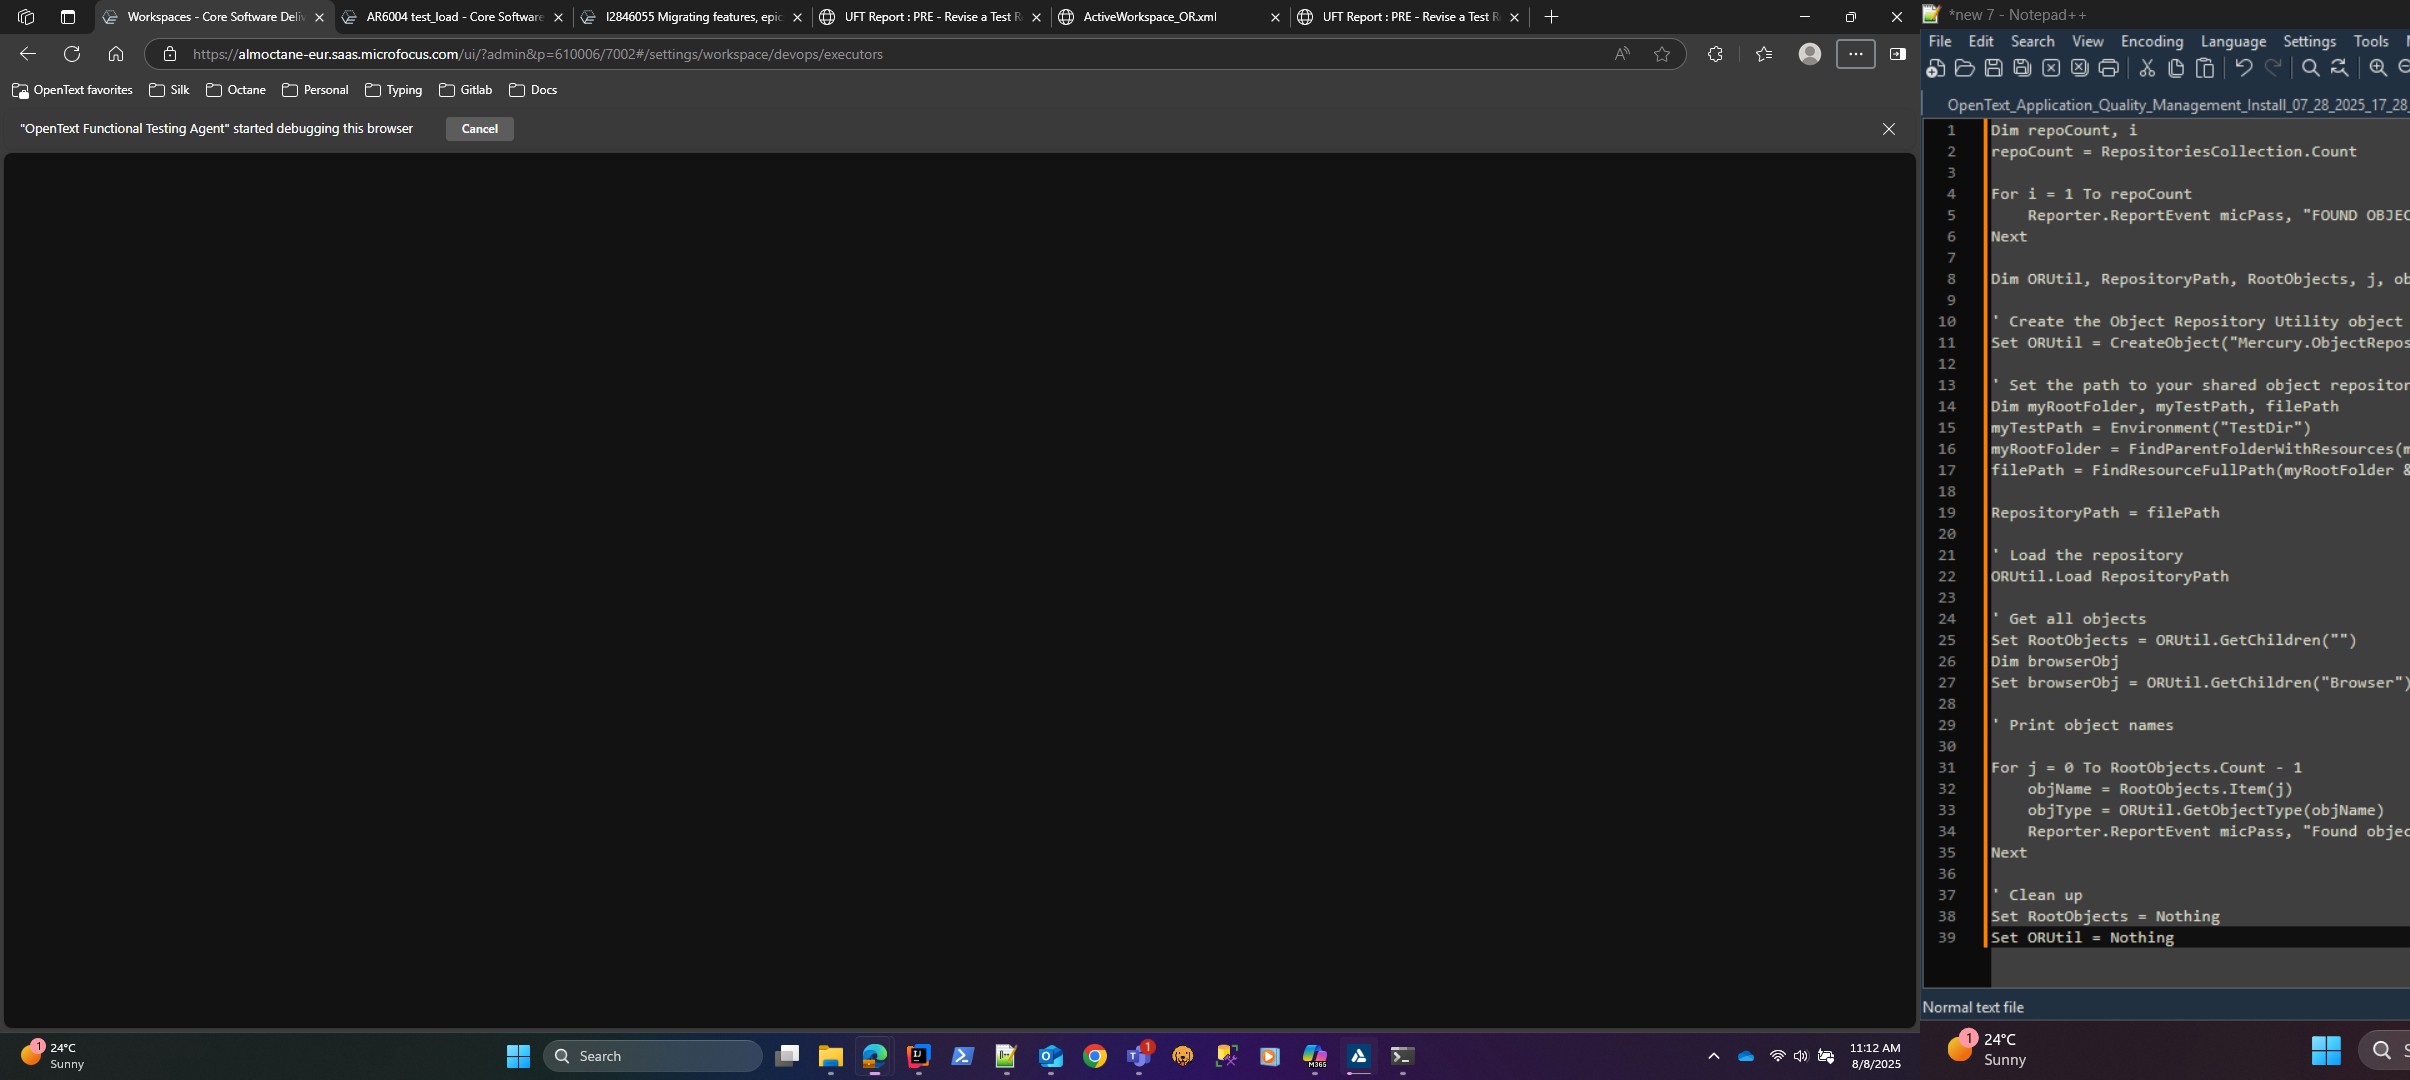 Workspaces - Core Software Deliv
AR6004 test_load - Core Software
I2846055 Migrating features, epic
UFT Report : PRE - Revise a Test R
ActiveWorkspace_OR.xml
UFT Report : PRE - Revise a Test R
https://almoctane-eur.saas.microfocus.com/ui/?admin&p=610006/7002#/settings/workspace/devops/executors
OpenText favorites
Silk
Octane
Personal
Typing
Gitlab
Docs
"OpenText Functional Testing Agent" started debugging this browser
Cancel
*new 7 - Notepad++
File Edit Search View Encoding Language Settings Tools
OpenText_Application_Quality_Management_Install_07_28_2025_17_28
1 Dim repoCount, i
2 repoCount = RepositoriesCollection.Count
3
4 For i = 1 To repoCount
5 Reporter.ReportEvent micPass, "FOUND OBJEC
6 Next
7
8 Dim ORUtil, RepositoryPath, RootObjects, j, ob
9
10 ' Create the Object Repository Utility object
11 Set ORUtil = CreateObject("Mercury.ObjectRepos
12
13 ' Set the path to your shared object repositor
14 Dim myRootFolder, myTestPath, filePath
15 myTestPath = Environment("TestDir")
16 myRootFolder = FindParentFolderWithResources(m
17 filePath = FindResourceFullPath(myRootFolder &
18
19 RepositoryPath = filePath
20
21 ' Load the repository
22 ORUtil.Load RepositoryPath
23
24 ' Get all objects
25 Set RootObjects = ORUtil.GetChildren("")
26 Dim browserObj
27 Set browserObj = ORUtil.GetChildren("Browser")
28
29 ' Print object names
30
31 For j = 0 To RootObjects.Count - 1
32 objName = RootObjects.Item(j)
33 objType = ORUtil.GetObjectType(objName)
34 Reporter.ReportEvent micPass, "Found objec
35 Next
36
37 ' Clean up
38 Set RootObjects = Nothing
39 Set ORUtil = Nothing
Normal text file
1
24°C
Sunny
Search
1
M365
11:12 AM
8/8/2025
1
24°C
Sunny
S